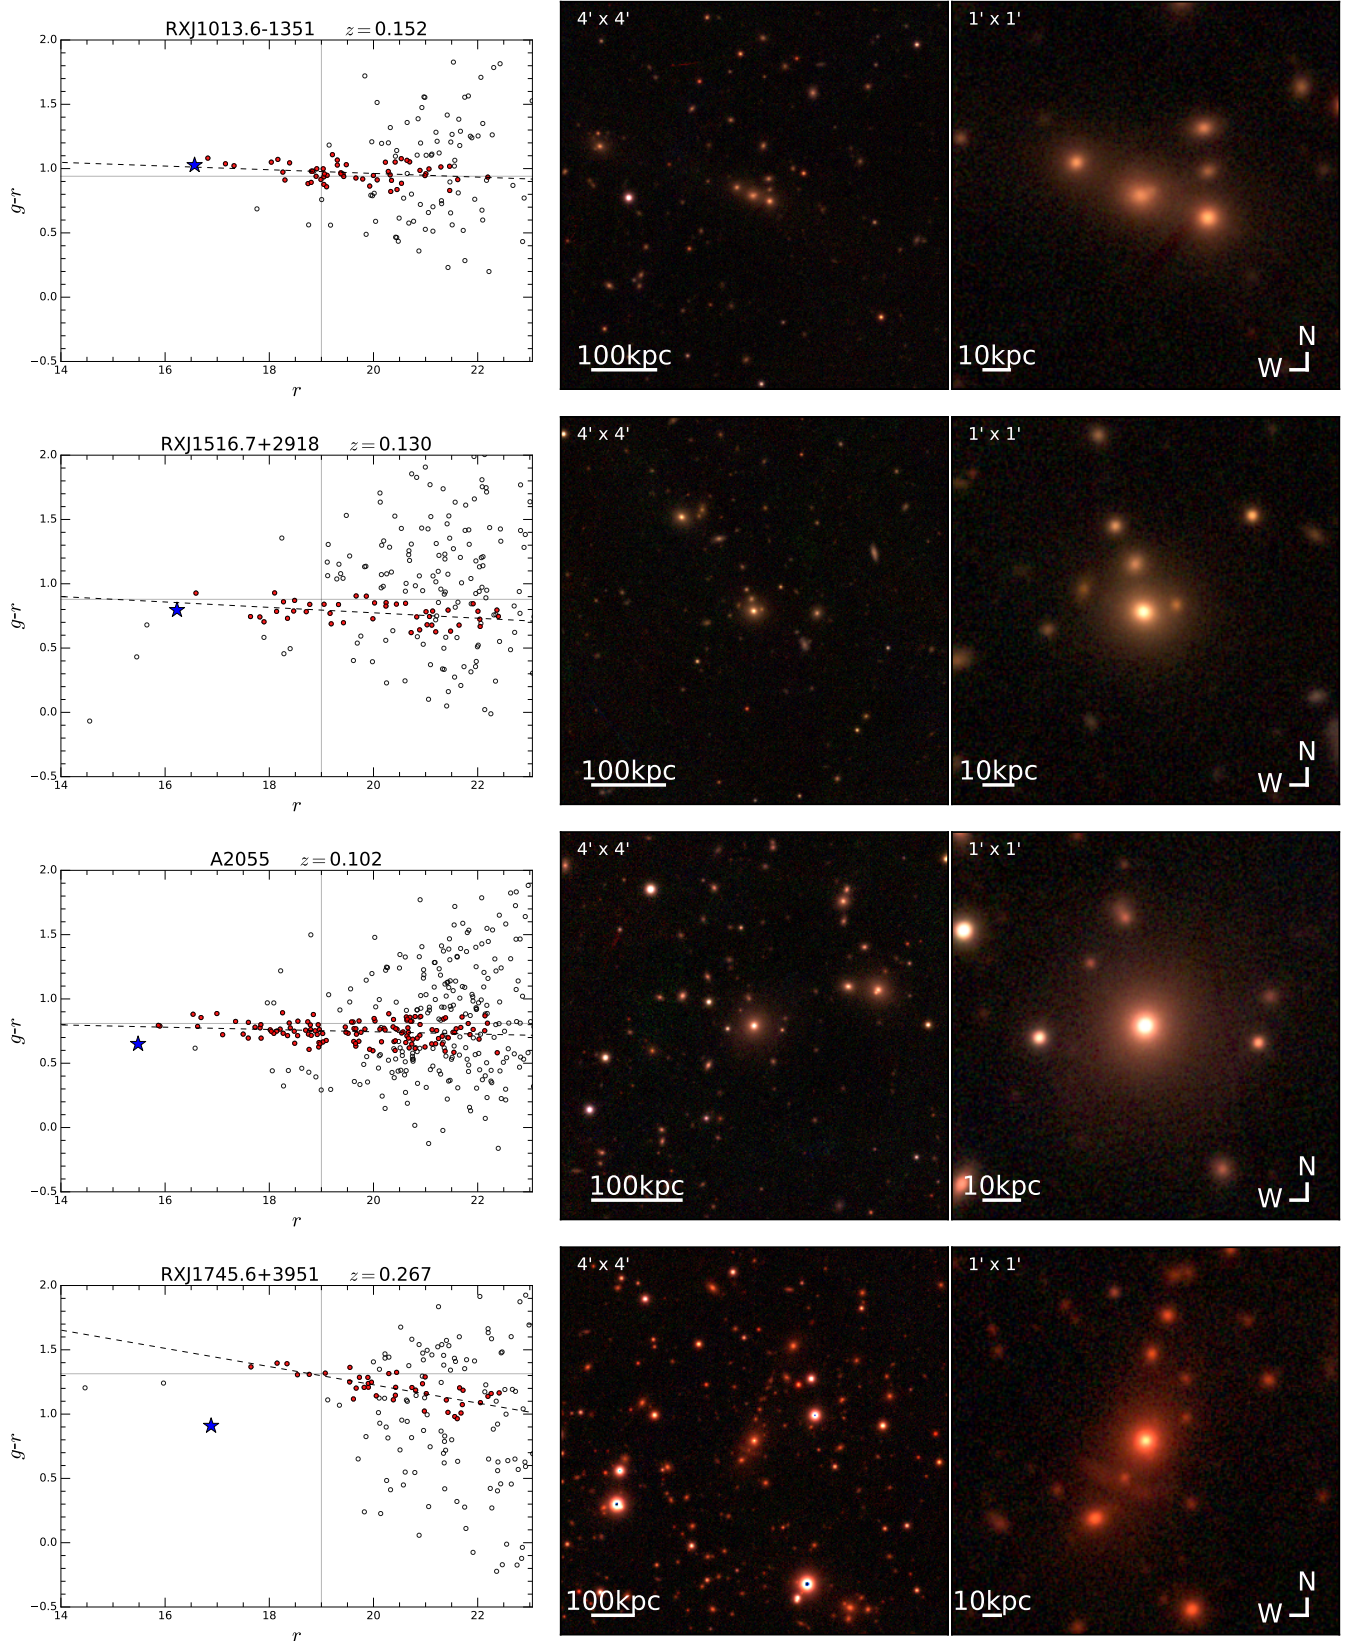 RXJ1013.6-1351 z=0.152
2.0
1.5
1.0
0.5
0.0
−0.5
g-r
14 16 18 20 22
r
4' x 4'
100kpc
1' x 1'
10kpc
N
W
RXJ1516.7+2918 z=0.130
2.0
1.5
1.0
0.5
0.0
−0.5
g-r
14 16 18 20 22
r
4' x 4'
100kpc
1' x 1'
10kpc
N
W
A2055 z=0.102
2.0
1.5
1.0
0.5
0.0
−0.5
g-r
14 16 18 20 22
r
4' x 4'
100kpc
1' x 1'
10kpc
N
W
RXJ1745.6+3951 z=0.267
2.0
1.5
1.0
0.5
0.0
−0.5
g-r
14 16 18 20 22
r
4' x 4'
100kpc
1' x 1'
10kpc
N
W